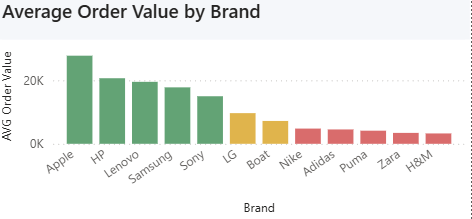 Average Order Value by Brand
AVG Order Value
20K
0K
Apple
HP
Lenovo
Samsung
Sony
LG
Boat
Nike
Adidas
Puma
Zara
H&M
Brand